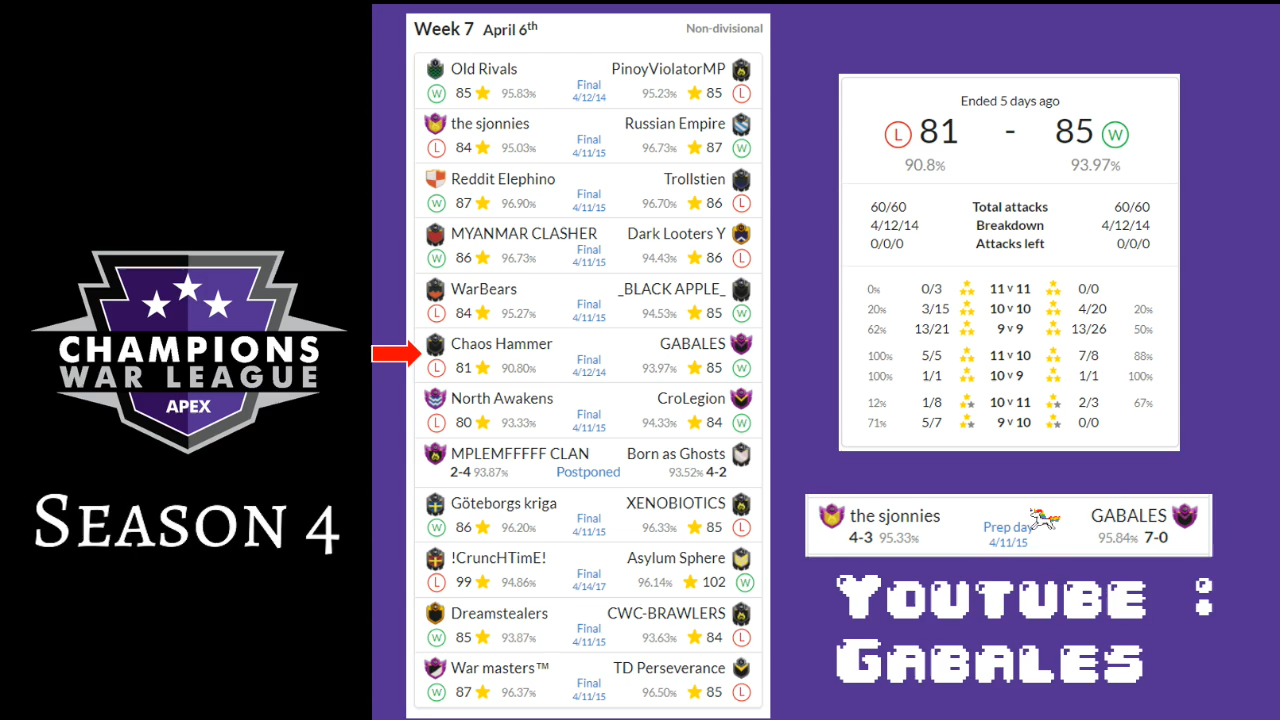 CHAMPIONS
WAR LEAGUE
APEX
SEASON 4
Week 7 April 6th Non-divisional
Old Rivals PinoyViolatorMP
W 85 95.83% Final 4/12/14 95.23% 85 L
the sjonnies Russian Empire
L 84 95.03% Final 4/11/15 96.73% 87 W
Reddit Elephino Trollstien
W 87 96.90% Final 4/11/15 96.70% 86 L
MYANMAR CLASHER Dark Looters Y
W 86 96.73% Final 4/11/15 94.43% 86 L
WarBears _BLACK APPLE_
L 84 95.27% Final 4/11/15 94.53% 85 W
Chaos Hammer GABALES
L 81 90.80% Final 4/12/14 93.97% 85 W
North Awakens CroLegion
L 80 93.33% Final 4/11/15 94.33% 84 W
MPLEMFFFFF CLAN Born as Ghosts
2-4 93.87% Postponed 93.52% 4-2
Göteborgs kriga XENOBIOTICS
W 86 96.20% Final 4/11/15 96.33% 85 L
!CruncHTimE! Asylum Sphere
L 99 94.86% Final 4/14/17 96.14% 102 W
Dreamstealers CWC-BRAWLERS
W 85 93.87% Final 4/11/15 93.63% 84 L
War masters™ TD Perseverance
W 87 96.37% Final 4/11/15 96.50% 85 L
Ended 5 days ago
L 81 - 85 W
90.8% 93.97%
60/60 Total attacks 60/60
4/12/14 Breakdown 4/12/14
0/0/0 Attacks left 0/0/0
0% 0/3 11 v 11 0/0
20% 3/15 10 v 10 4/20 20%
62% 13/21 9 v 9 13/26 50%
100% 5/5 11 v 10 7/8 88%
100% 1/1 10 v 9 1/1 100%
12% 1/8 10 v 11 2/3 67%
71% 5/7 9 v 10 0/0
the sjonnies GABALES
4-3 95.33% Prep day 4/11/15 95.84% 7-0
YOUTUBE :
GABALES